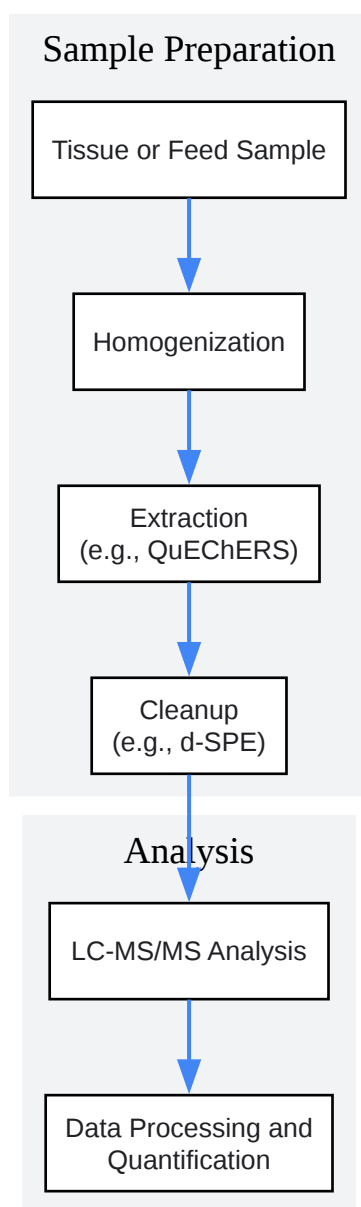 Sample Preparation
Tissue or Feed Sample
Homogenization
Extraction
(e.g., QuEChERS)
Cleanup
(e.g., d-SPE)
Analysis
LC-MS/MS Analysis
Data Processing and
Quantification